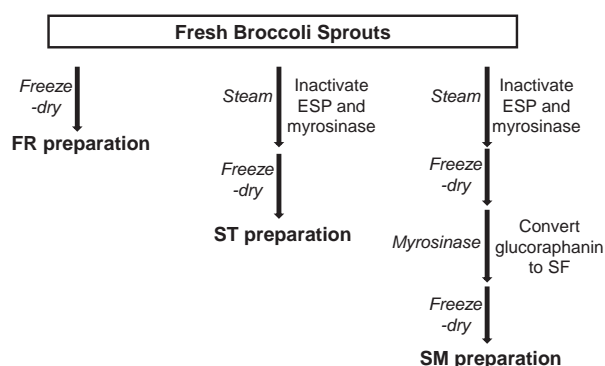 Fresh Broccoli Sprouts
Freeze
-dry
FR preparation
Steam
Inactivate
ESP and
myrosinase
Freeze
-dry
ST preparation
Steam
Inactivate
ESP and
myrosinase
Freeze
-dry
Myrosinase
Convert
glucoraphanin
to SF
Freeze
-dry
SM preparation